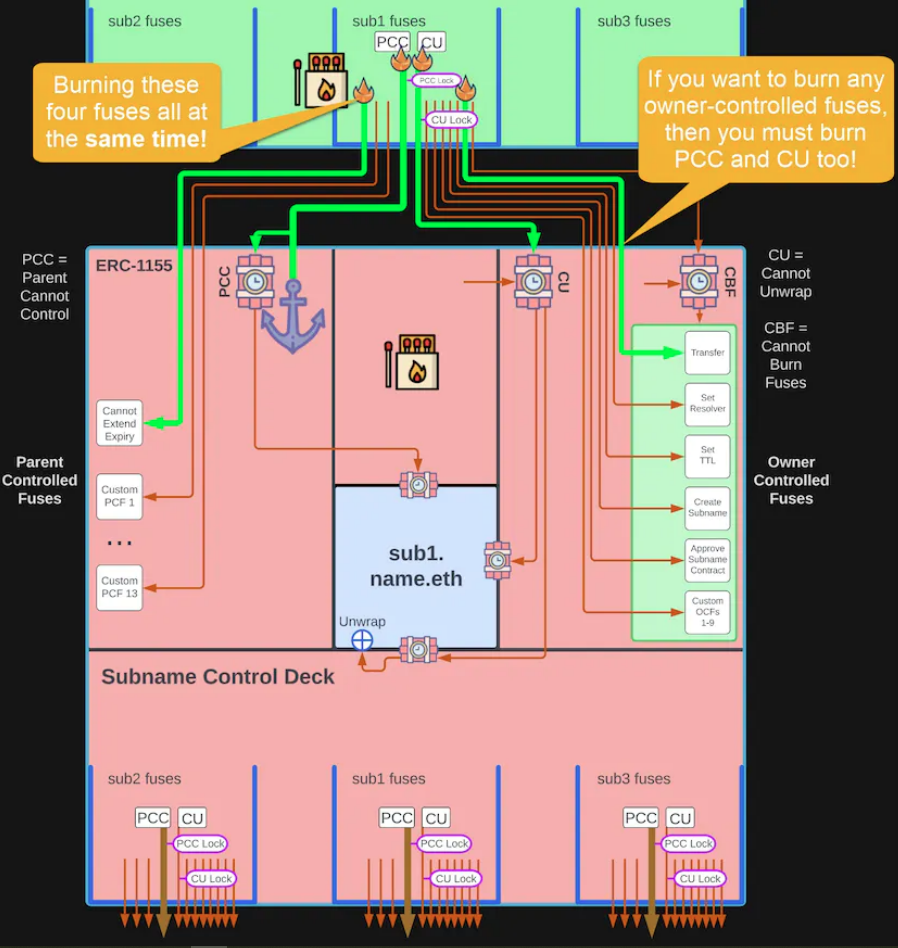 sub2 fuses
sub1 fuses
sub3 fuses
PCC
CU
PCC Lock
CU Lock
Burning these
four fuses all at
the same time!
If you want to burn any
owner-controlled fuses,
then you must burn
PCC and CU too!
PCC =
Parent
Cannot
Control
ERC-1155
PCC
CU
CBF
CU =
Cannot
Unwrap
CBF =
Cannot
Burn
Fuses
Parent
Controlled
Fuses
Cannot
Extend
Expiry
Custom
PCF 1
...
Custom
PCF 13
sub1.
name.eth
Unwrap
Transfer
Set
Resolver
Set
TTL
Create
Subname
Approve
Subname
Contract
Custom
OCFs
1-9
Owner
Controlled
Fuses
Subname Control Deck
sub2 fuses
PCC
CU
PCC Lock
CU Lock
sub1 fuses
PCC
CU
PCC Lock
CU Lock
sub3 fuses
PCC
CU
PCC Lock
CU Lock